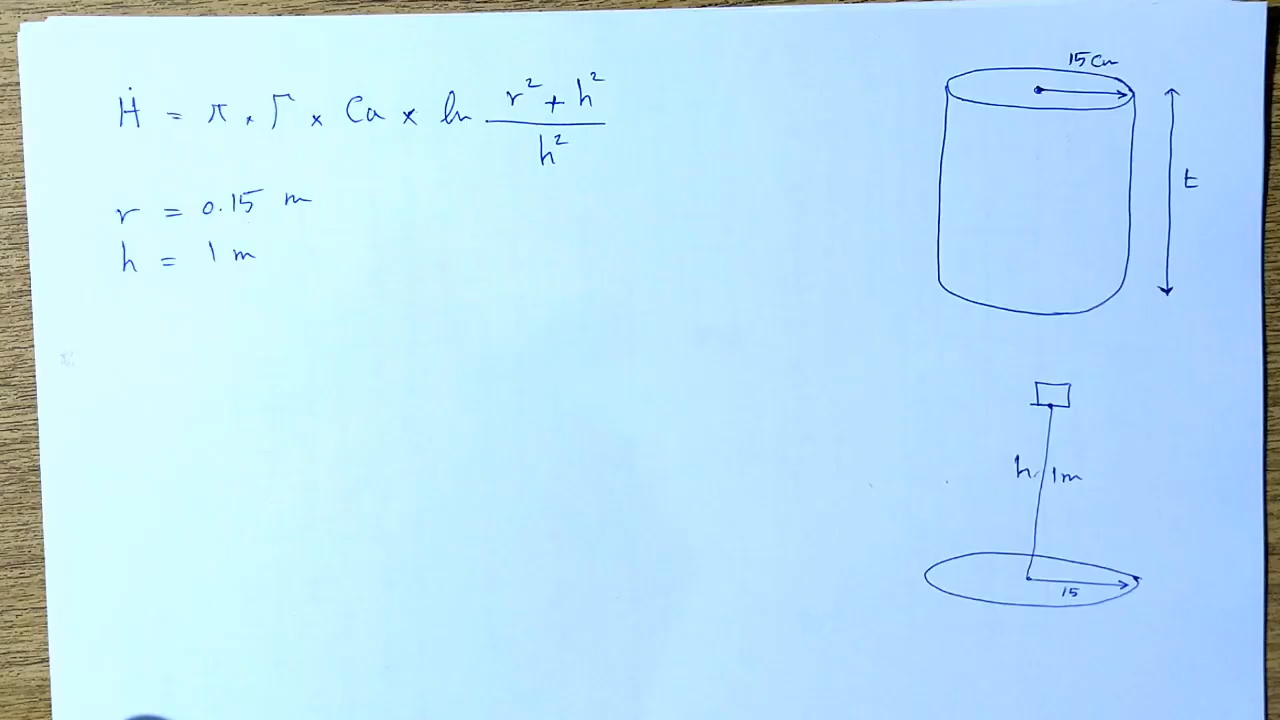 Ḣ = π × Γ × Ca × ln (r² + h²) / h²
r = 0.15 m
h = 1 m
15 cm
t
h 1m
15